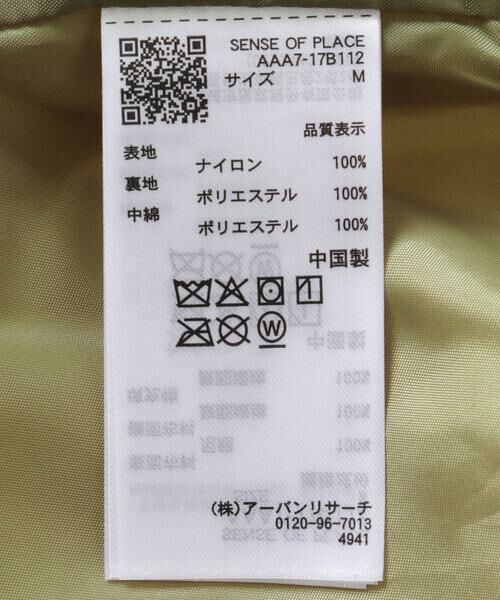 SENSE OF PLACE
AAA7-17B112
サイズ M
品質表示
表地 ナイロン 100%
裏地 ポリエステル 100%
中綿 ポリエステル 100%
中国製
W
(株)アーバンリサーチ
0120-96-7013
4941